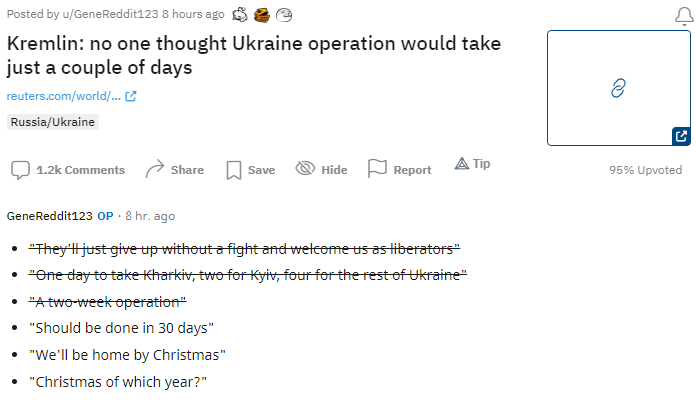 Posted by u/GeneReddit123 8 hours ago
Kremlin: no one thought Ukraine operation would take
just a couple of days
reuters.com/world/...
Russia/Ukraine
1.2k Comments Share Save Hide Report Tip 95% Upvoted
GeneReddit123 OP · 8 hr. ago
• "They'll just give up without a fight and welcome us as liberators"
• "One day to take Kharkiv, two for Kyiv, four for the rest of Ukraine"
• "A two-week operation"
• "Should be done in 30 days"
• "We'll be home by Christmas"
• "Christmas of which year?"